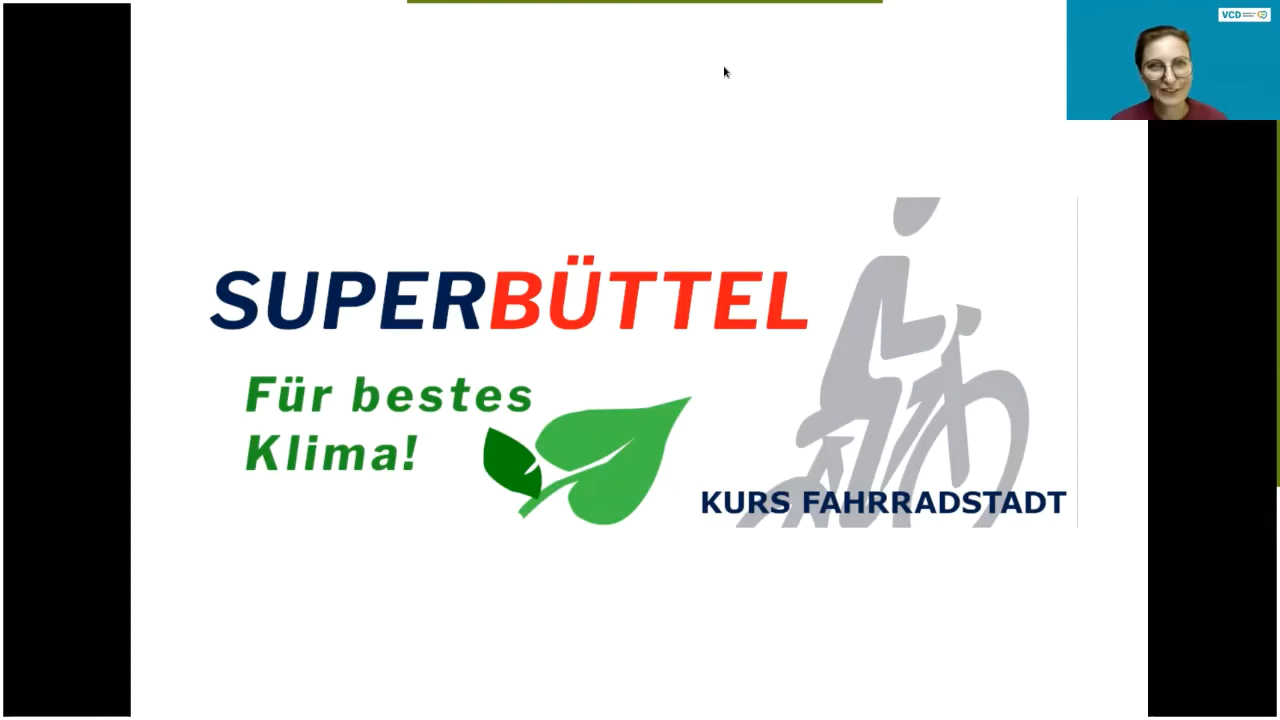 VCD
SUPERBÜTTEL
Für bestes
Klima!
KURS FAHRRADSTADT